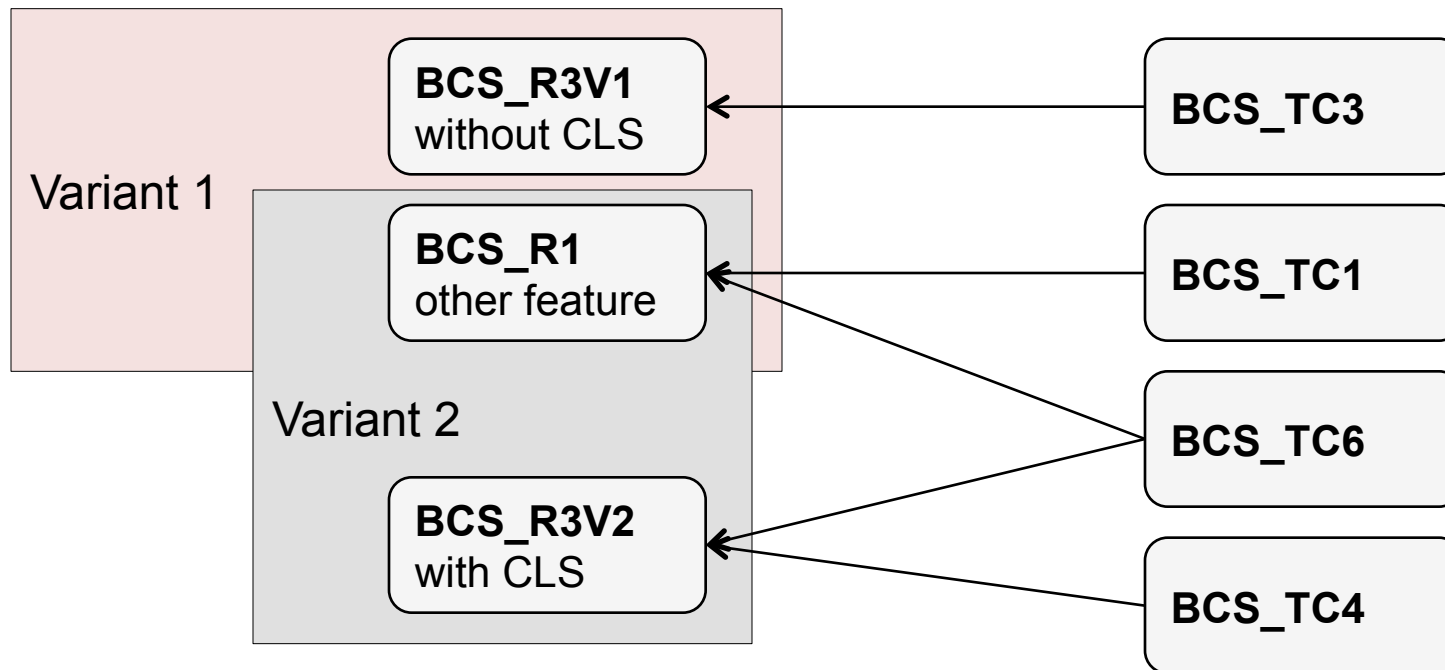 BCS_R3V1
without CLS
BCS_TC3
Variant 1
BCS_R1
other feature
BCS_TC1
Variant 2
BCS_TC6
BCS_R3V2
with CLS
BCS_TC4